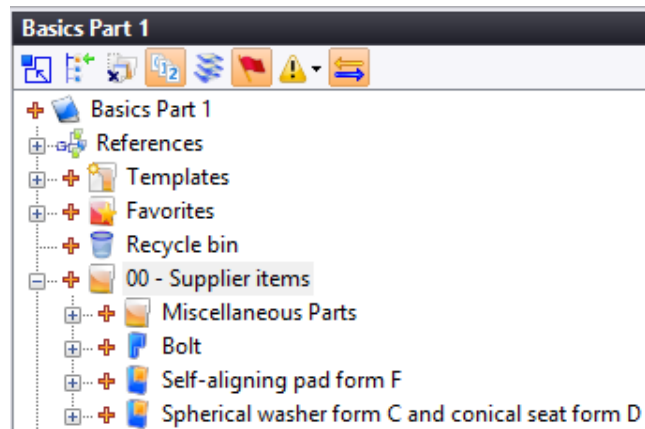 Basics Part 1
Basics Part 1
References
Templates
Favorites
Recycle bin
00 - Supplier items
Miscellaneous Parts
Bolt
Self-aligning pad form F
Spherical washer form C and conical seat form D